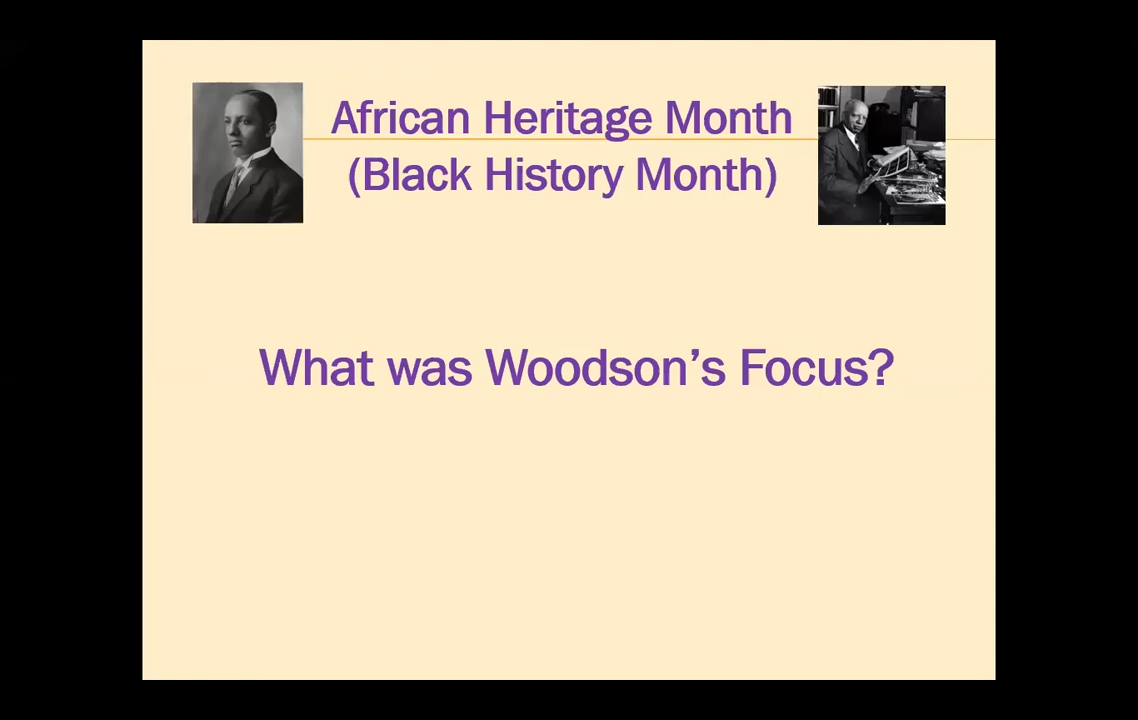 African Heritage Month
(Black History Month)
What was Woodson’s Focus?